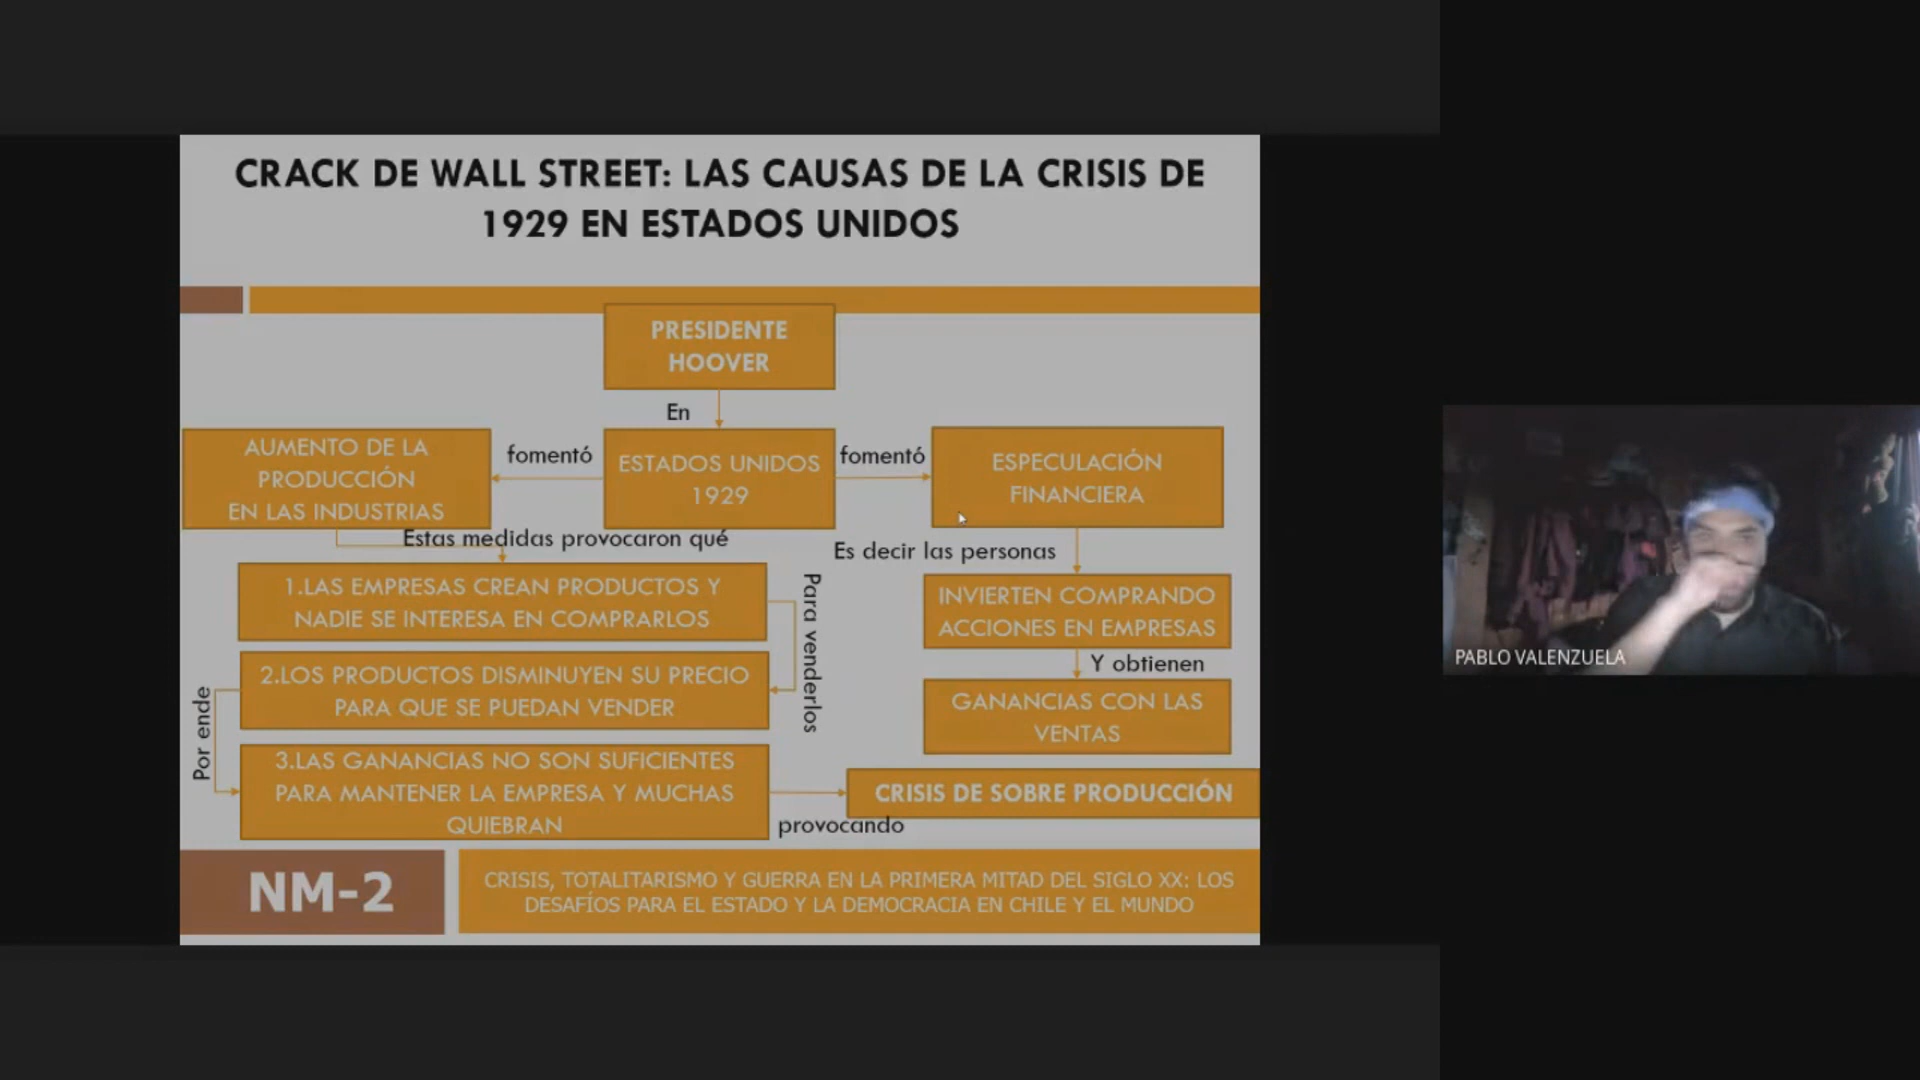 CRACK DE WALL STREET: LAS CAUSAS DE LA CRISIS DE
1929 EN ESTADOS UNIDOS
PRESIDENTE
HOOVER
En
AUMENTO DE LA
PRODUCCIÓN
EN LAS INDUSTRIAS
fomentó
ESTADOS UNIDOS
1929
fomentó
ESPECULACIÓN
FINANCIERA
Estas medidas provocaron qué
Es decir las personas
1.LAS EMPRESAS CREAN PRODUCTOS Y
NADIE SE INTERESA EN COMPRARLOS
Para venderlos
INVIERTEN COMPRANDO
ACCIONES EN EMPRESAS
Y obtienen
2.LOS PRODUCTOS DISMINUYEN SU PRECIO
PARA QUE SE PUEDAN VENDER
GANANCIAS CON LAS
VENTAS
Por ende
3.LAS GANANCIAS NO SON SUFICIENTES
PARA MANTENER LA EMPRESA Y MUCHAS
QUIEBRAN
provocando
CRISIS DE SOBRE PRODUCCIÓN
NM-2
CRISIS, TOTALITARISMO Y GUERRA EN LA PRIMERA MITAD DEL SIGLO XX: LOS
DESAFÍOS PARA EL ESTADO Y LA DEMOCRACIA EN CHILE Y EL MUNDO
PABLO VALENZUELA